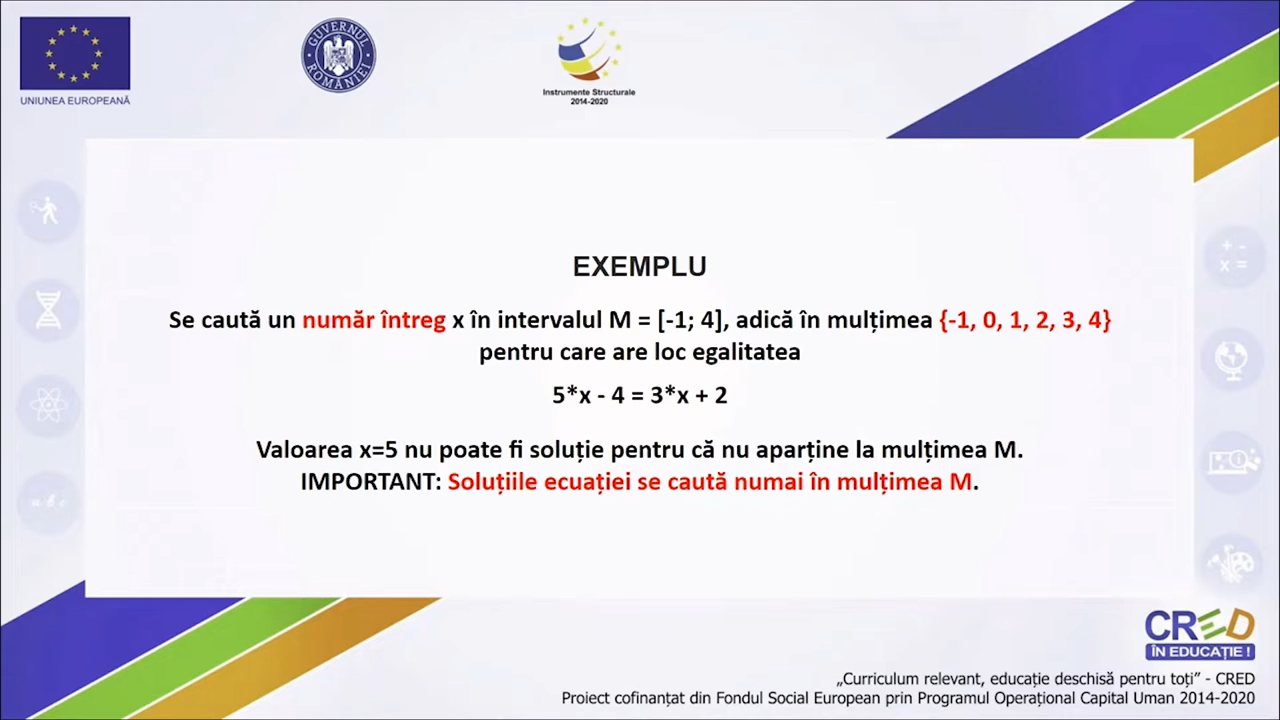 UNIUNEA EUROPEANĂ
GUVERNUL ROMÂNIEI
Instrumente Structurale
2014-2020
EXEMPLU
Se caută un număr întreg x în intervalul M = [-1; 4], adică în mulțimea {-1, 0, 1, 2, 3, 4}
pentru care are loc egalitatea
5*x - 4 = 3*x + 2
Valoarea x=5 nu poate fi soluție pentru că nu aparține la mulțimea M.
IMPORTANT: Soluțiile ecuației se caută numai în mulțimea M.
CRED
ÎN EDUCAȚIE !
„Curriculum relevant, educație deschisă pentru toți” - CRED
Proiect cofinanțat din Fondul Social European prin Programul Operațional Capital Uman 2014-2020